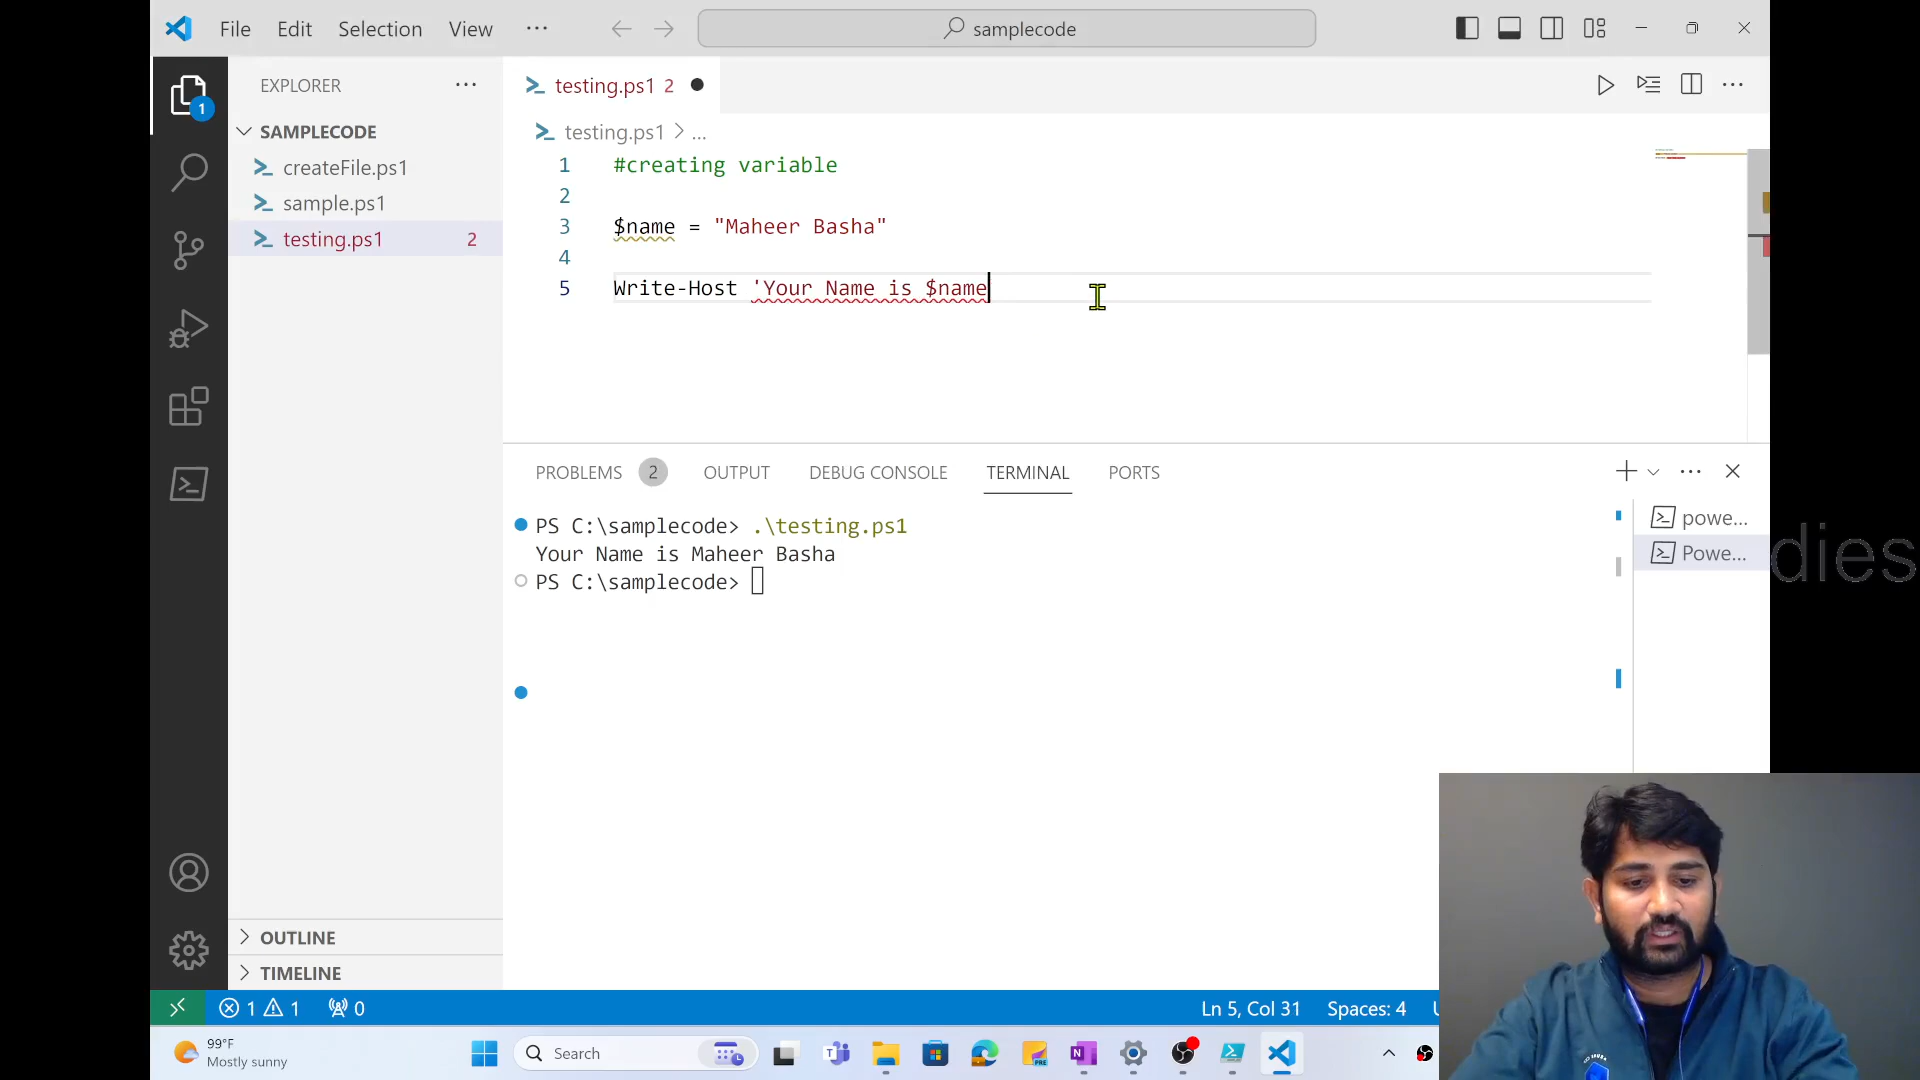 File Edit Selection View ··· samplecode
EXPLORER ···
testing.ps1 2
SAMPLECODE
testing.ps1 > ...
createFile.ps1
sample.ps1
testing.ps1 2
1 #creating variable
2
3 $name = "Maheer Basha"
4
5 Write-Host 'Your Name is $name
PROBLEMS 2 OUTPUT DEBUG CONSOLE TERMINAL PORTS
PS C:\samplecode> .\testing.ps1
Your Name is Maheer Basha
PS C:\samplecode>
powe...
Powe...
dies
OUTLINE
TIMELINE
1 1 0 Ln 5, Col 31 Spaces: 4
99°F
Mostly sunny
Search